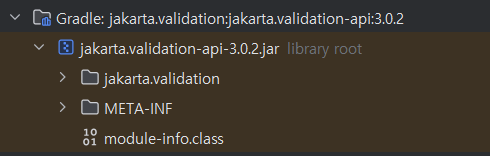 Gradle: jakarta.validation:jakarta.validation-api:3.0.2
jakarta.validation-api-3.0.2.jar library root
jakarta.validation
META-INF
module-info.class